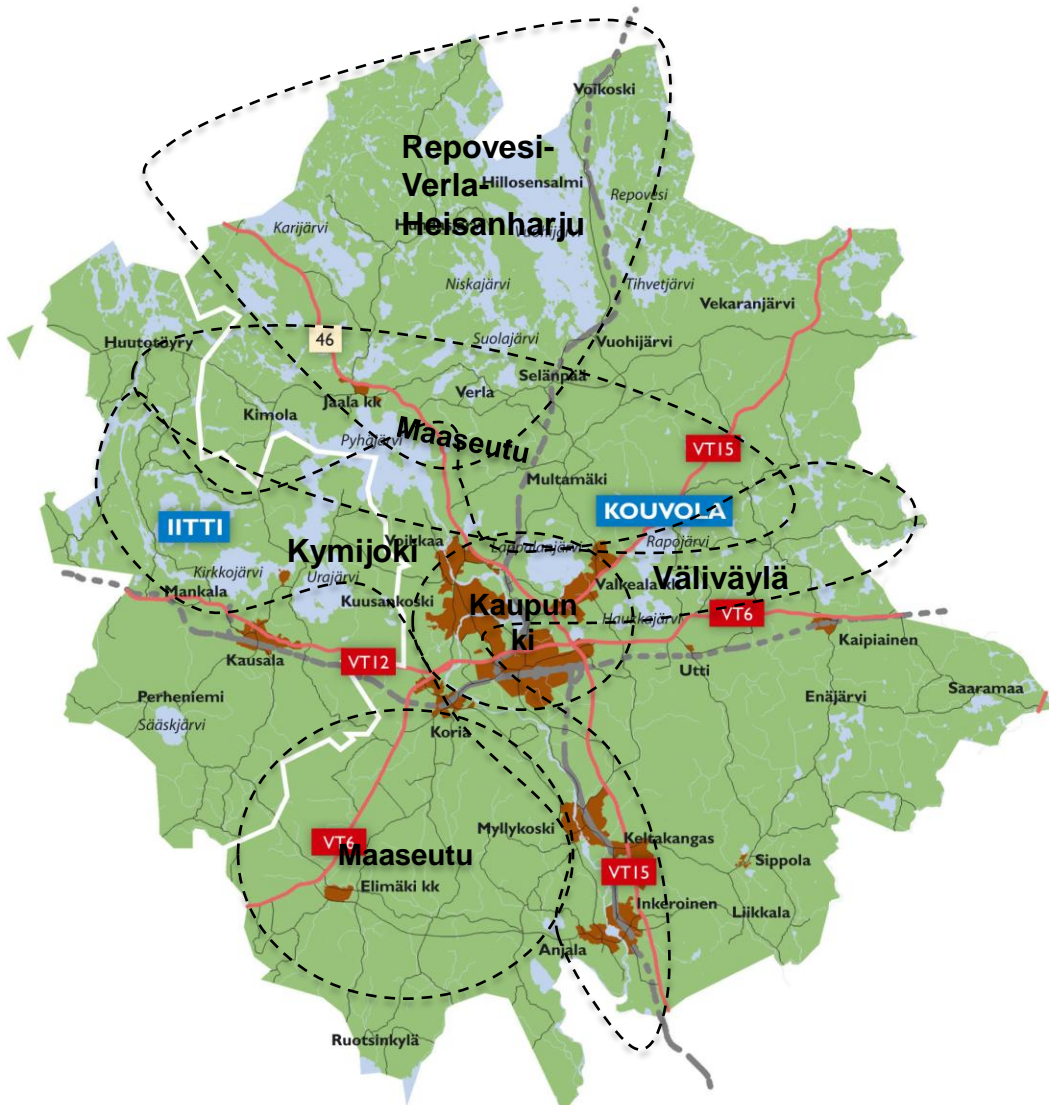 Voikoski
Repovesi-
Verla-
Heisanharju
Hillosensalmi
Repovesi
Karijärvi
Vuohijärvi
Niskajärvi
Tihvetjärvi
Vekaranjärvi
Huutotöyry
46
Suolajärvi
Vuohijärvi
Selänpää
Jaala kk
Verla
Kimola
Maaseutu
Pyhäjärvi
VT15
Multamäki
IITTI
KOUVOLA
Kymijoki
Voikkaa
Lappalanjärvi
Rapojärvi
Kirkkojärvi
Urajärvi
Mankala
Kuusankoski
Valkeala kk
Väliväylä
Kaupun
ki
Haukkajärvi
VT6
Kaipiainen
Kausala
VT12
Utti
Perheniemi
Sääskjärvi
Enäjärvi
Saaramaa
Koria
Myllykoski
Keltakangas
VT6
Maaseutu
Sippola
VT15
Elimäki kk
Inkeroinen
Liikkala
Anjala
Ruotsinkylä